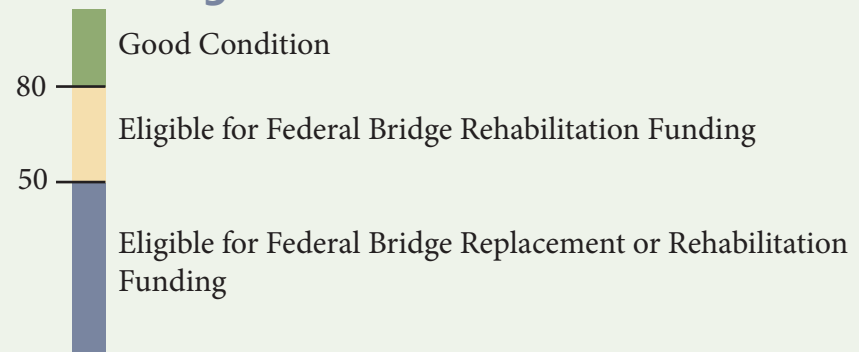 Good Condition
80
Eligible for Federal Bridge Rehabilitation Funding
50
Eligible for Federal Bridge Replacement or Rehabilitation
Funding